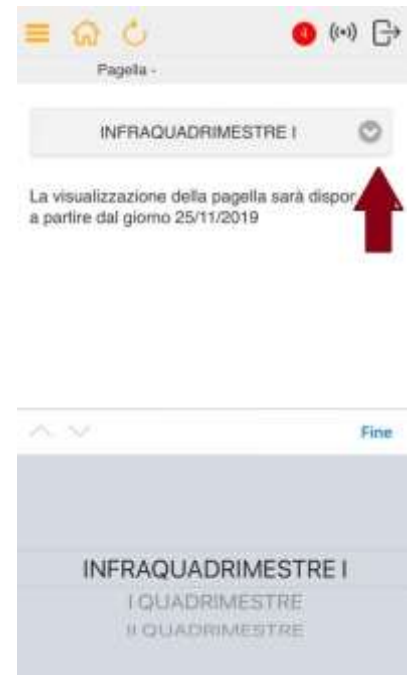 4
Pagella -
INFRAQUADRIMESTRE I
La visualizzazione della pagella sarà dispor
a partire dal giorno 25/11/2019
Fine
INFRAQUADRIMESTRE I
I QUADRIMESTRE
II QUADRIMESTRE